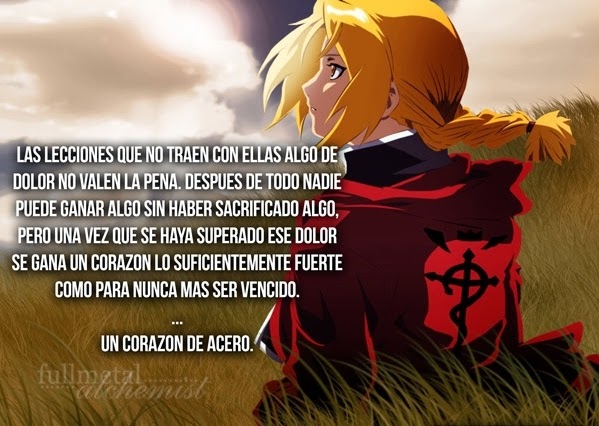 LAS LECCIONES QUE NO TRAEN CON ELLAS ALGO DE
DOLOR NO VALEN LA PENA. DESPUES DE TODO NADIE
PUEDE GANAR ALGO SIN HABER SACRIFICADO ALGO,
PERO UNA VEZ QUE SE HAYA SUPERADO ESE DOLOR
SE GANA UN CORAZON LO SUFICIENTEMENTE FUERTE
COMO PARA NUNCA MAS SER VENCIDO.
...
UN CORAZON DE ACERO.
fullmetal
alchemist